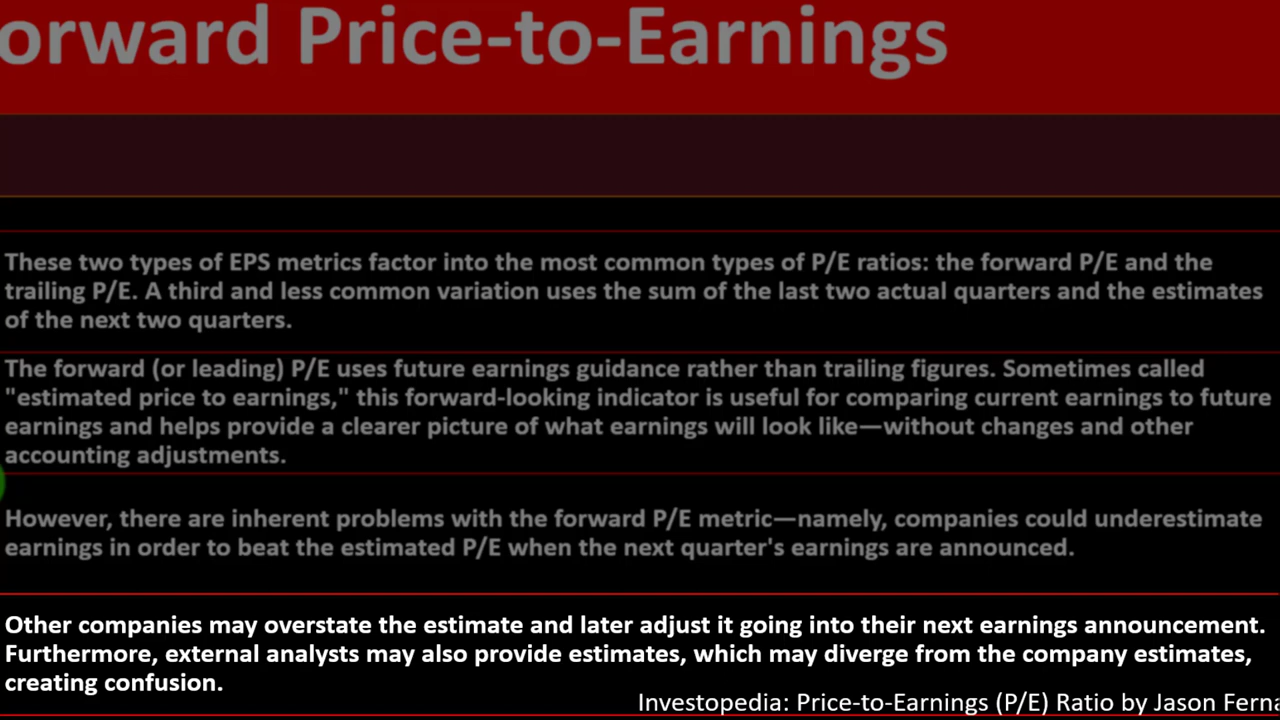 orward Price-to-Earnings
These two types of EPS metrics factor into the most common types of P/E ratios: the forward P/E and the
trailing P/E. A third and less common variation uses the sum of the last two actual quarters and the estimates
of the next two quarters.
The forward (or leading) P/E uses future earnings guidance rather than trailing figures. Sometimes called
"estimated price to earnings," this forward-looking indicator is useful for comparing current earnings to future
earnings and helps provide a clearer picture of what earnings will look like—without changes and other
accounting adjustments.
However, there are inherent problems with the forward P/E metric—namely, companies could underestimate
earnings in order to beat the estimated P/E when the next quarter's earnings are announced.
Other companies may overstate the estimate and later adjust it going into their next earnings announcement.
Furthermore, external analysts may also provide estimates, which may diverge from the company estimates,
creating confusion.
Investopedia: Price-to-Earnings (P/E) Ratio by Jason Ferna